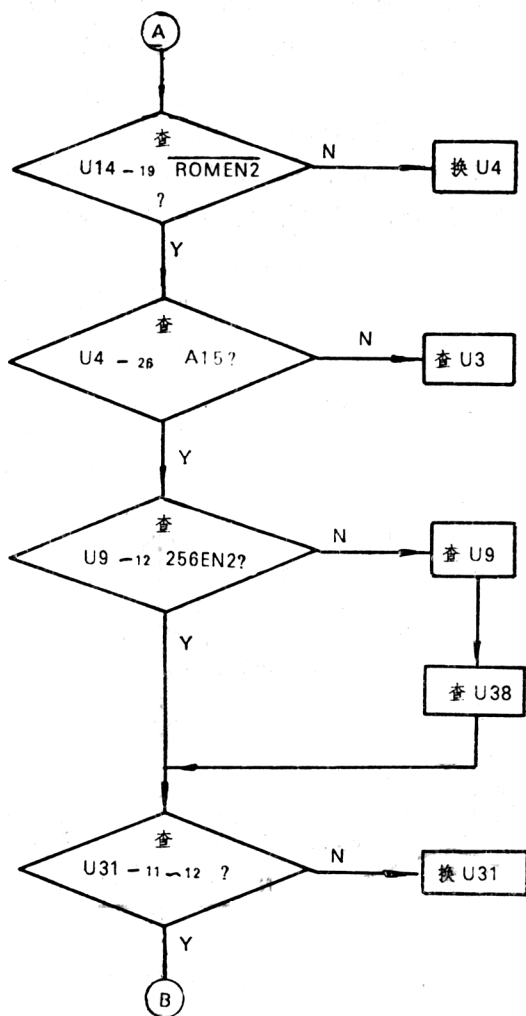 A
查
U14-19 ROMEN2
?
N
换 U4
Y
查
U4-26 A15?
N
查 U3
Y
查
U9-12 256EN2?
N
查 U9
Y
查 U38
查
U31-11~12 ?
N
换 U31
Y
B